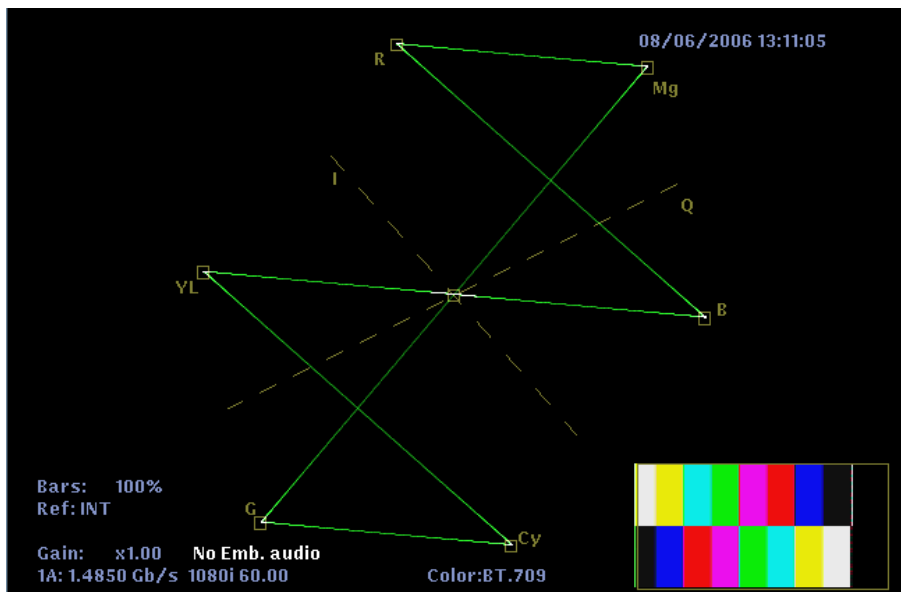 08/06/2006 13:11:05
R
Mg
I
Q
YL
B
Bars: 100%
Ref: INT
G
Cy
Gain: x1.00 No Emb. audio
1A: 1.4850 Gb/s 1080i 60.00 Color:BT.709